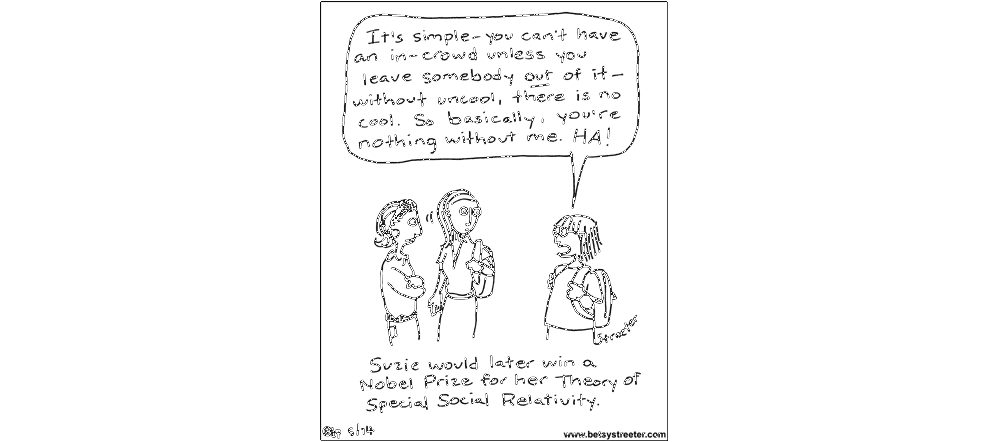 It's simple-you can't have
an in-crowd unless you
leave somebody out of it-
without uncool, there is no
cool. So basically, you're
nothing without me. HA!
Streeter
Suzie would later win a
Nobel Prize for her Theory of
Special Social Relativity.
www.betsystreeter.com